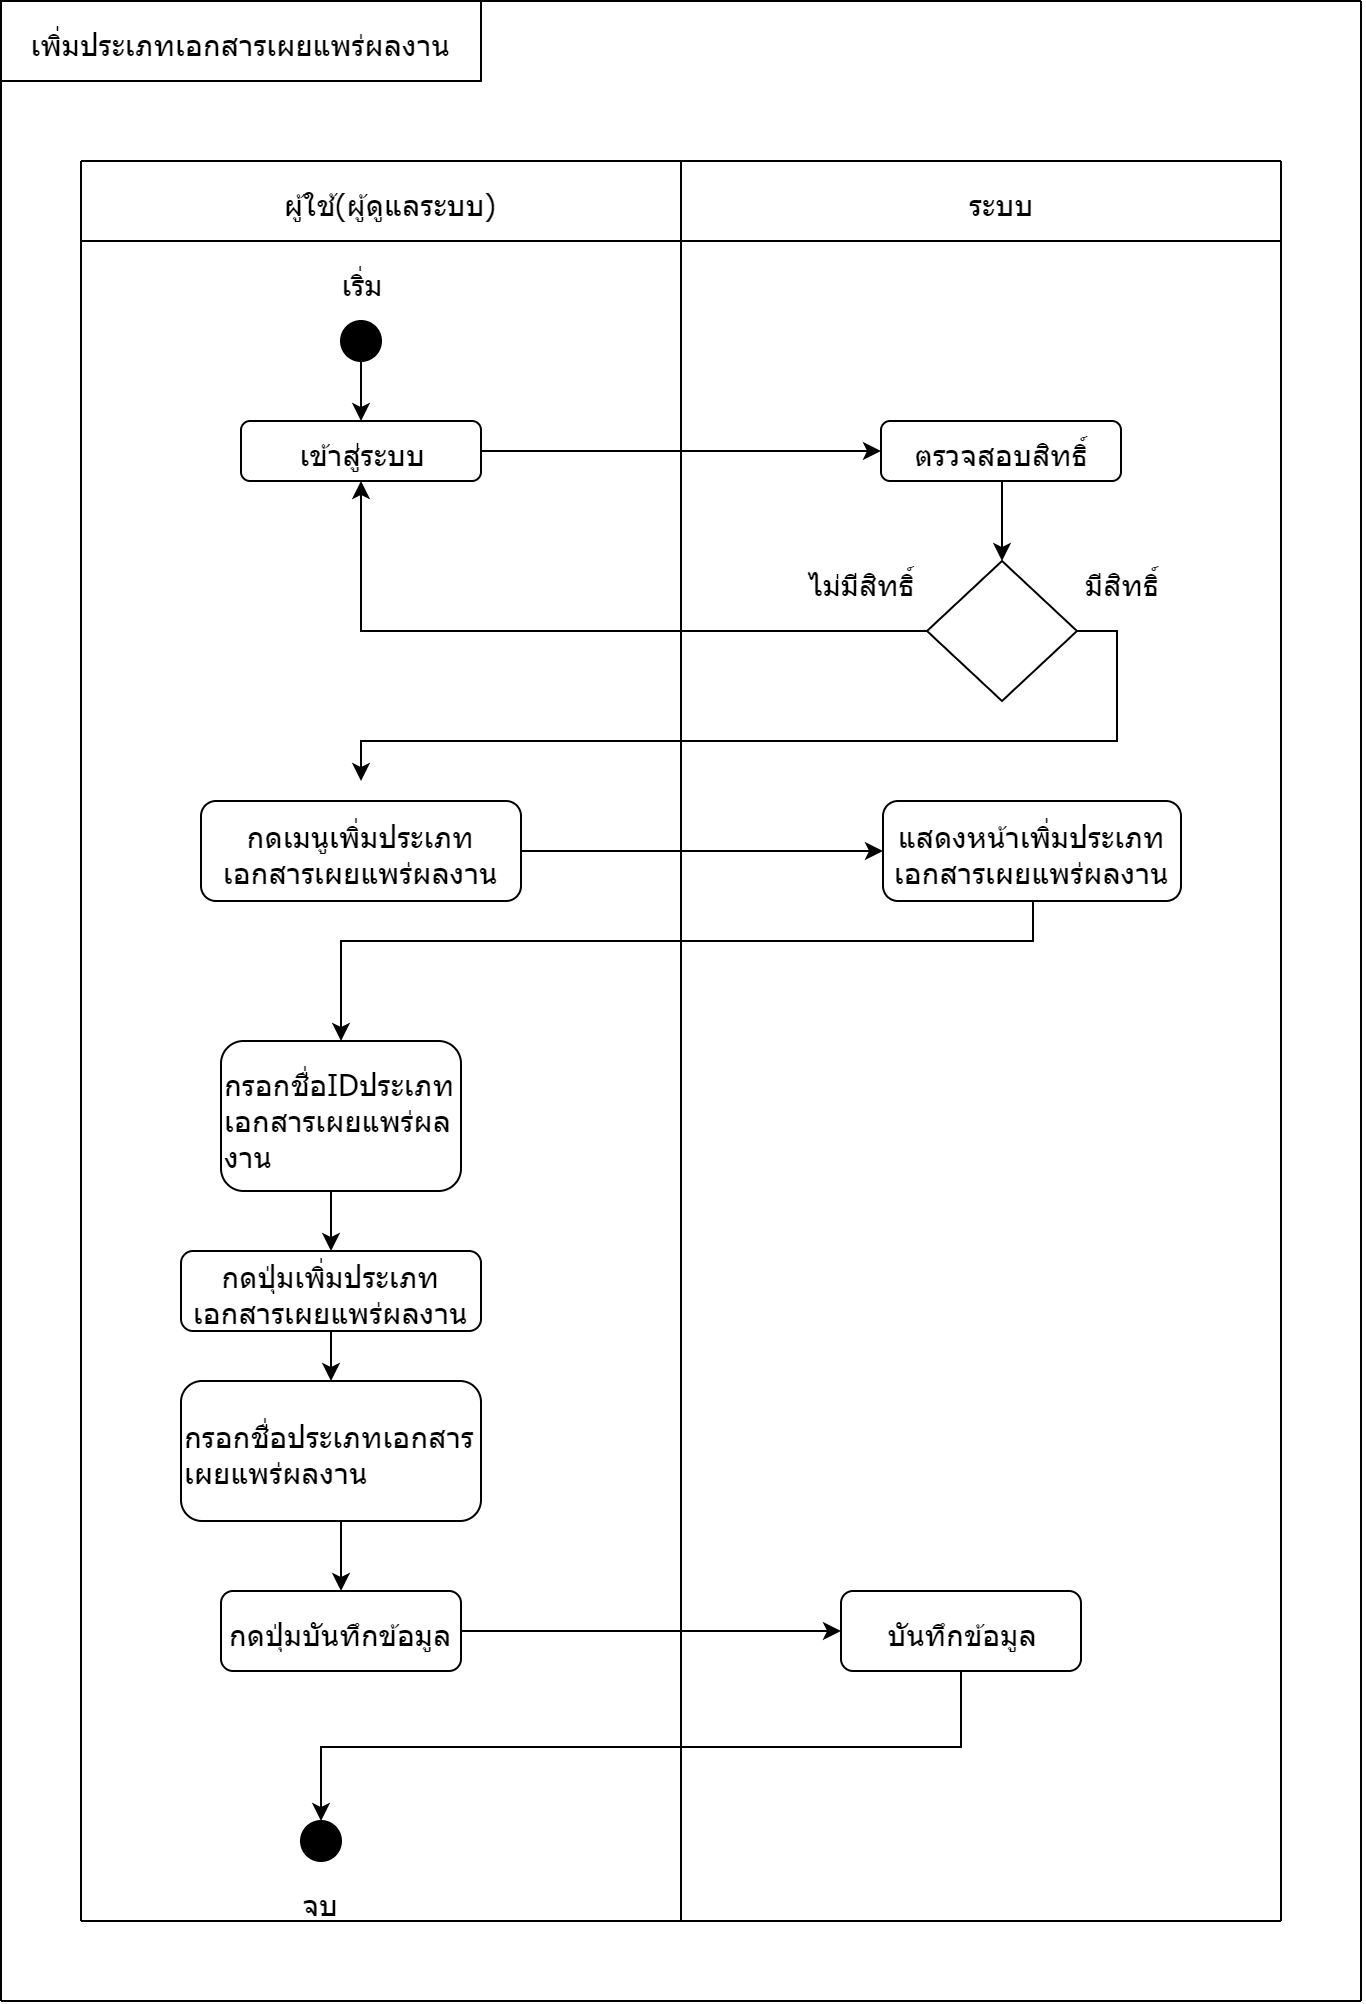 เพิ่มประเภทเอกสารเผยแพร่ผลงาน
ผู้ใช้(ผู้ดูแลระบบ)
ระบบ
เริ่ม
เข้าสู่ระบบ
ตรวจสอบสิทธิ์
ไม่มีสิทธิ์
มีสิทธิ์
กดเมนูเพิ่มประเภท
เอกสารเผยแพร่ผลงาน
แสดงหน้าเพิ่มประเภท
เอกสารเผยแพร่ผลงาน
กรอกชื่อIDประเภท
เอกสารเผยแพร่ผล
งาน
กดปุ่มเพิ่มประเภท
เอกสารเผยแพร่ผลงาน
กรอกชื่อประเภทเอกสาร
เผยแพร่ผลงาน
กดปุ่มบันทึกข้อมูล
บันทึกข้อมูล
จบ